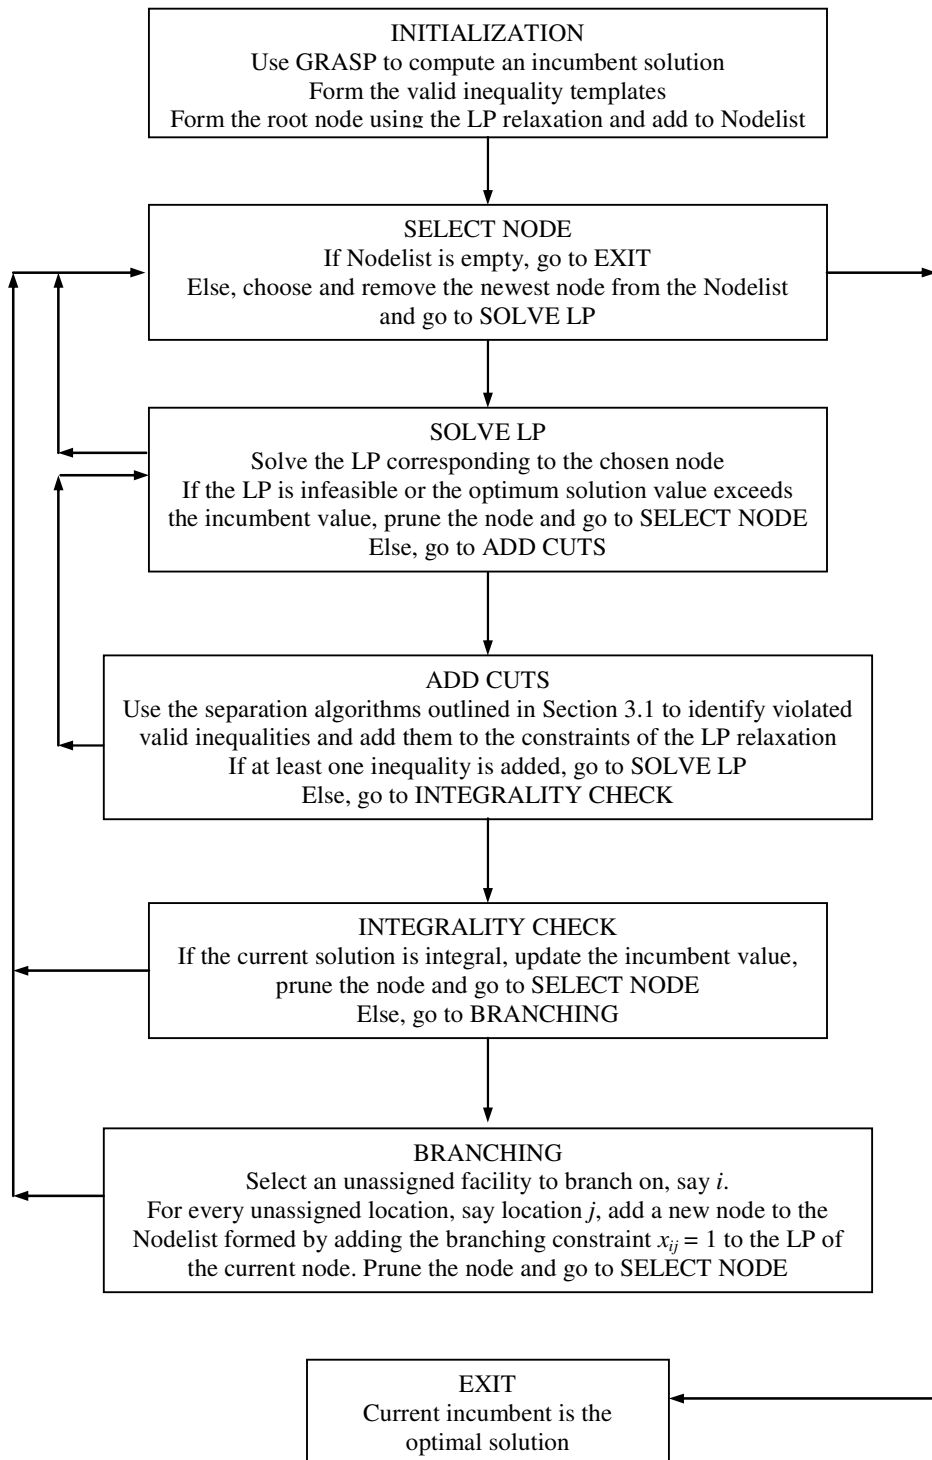 INITIALIZATION
Use GRASP to compute an incumbent solution
Form the valid inequality templates
Form the root node using the LP relaxation and add to Nodelist
SELECT NODE
If Nodelist is empty, go to EXIT
Else, choose and remove the newest node from the Nodelist
and go to SOLVE LP
SOLVE LP
Solve the LP corresponding to the chosen node
If the LP is infeasible or the optimum solution value exceeds
the incumbent value, prune the node and go to SELECT NODE
Else, go to ADD CUTS
ADD CUTS
Use the separation algorithms outlined in Section 3.1 to identify violated
valid inequalities and add them to the constraints of the LP relaxation
If at least one inequality is added, go to SOLVE LP
Else, go to INTEGRALITY CHECK
INTEGRALITY CHECK
If the current solution is integral, update the incumbent value,
prune the node and go to SELECT NODE
Else, go to BRANCHING
BRANCHING
Select an unassigned facility to branch on, say i.
For every unassigned location, say location j, add a new node to the
Nodelist formed by adding the branching constraint x_{ij} = 1 to the LP of
the current node. Prune the node and go to SELECT NODE
EXIT
Current incumbent is the
optimal solution